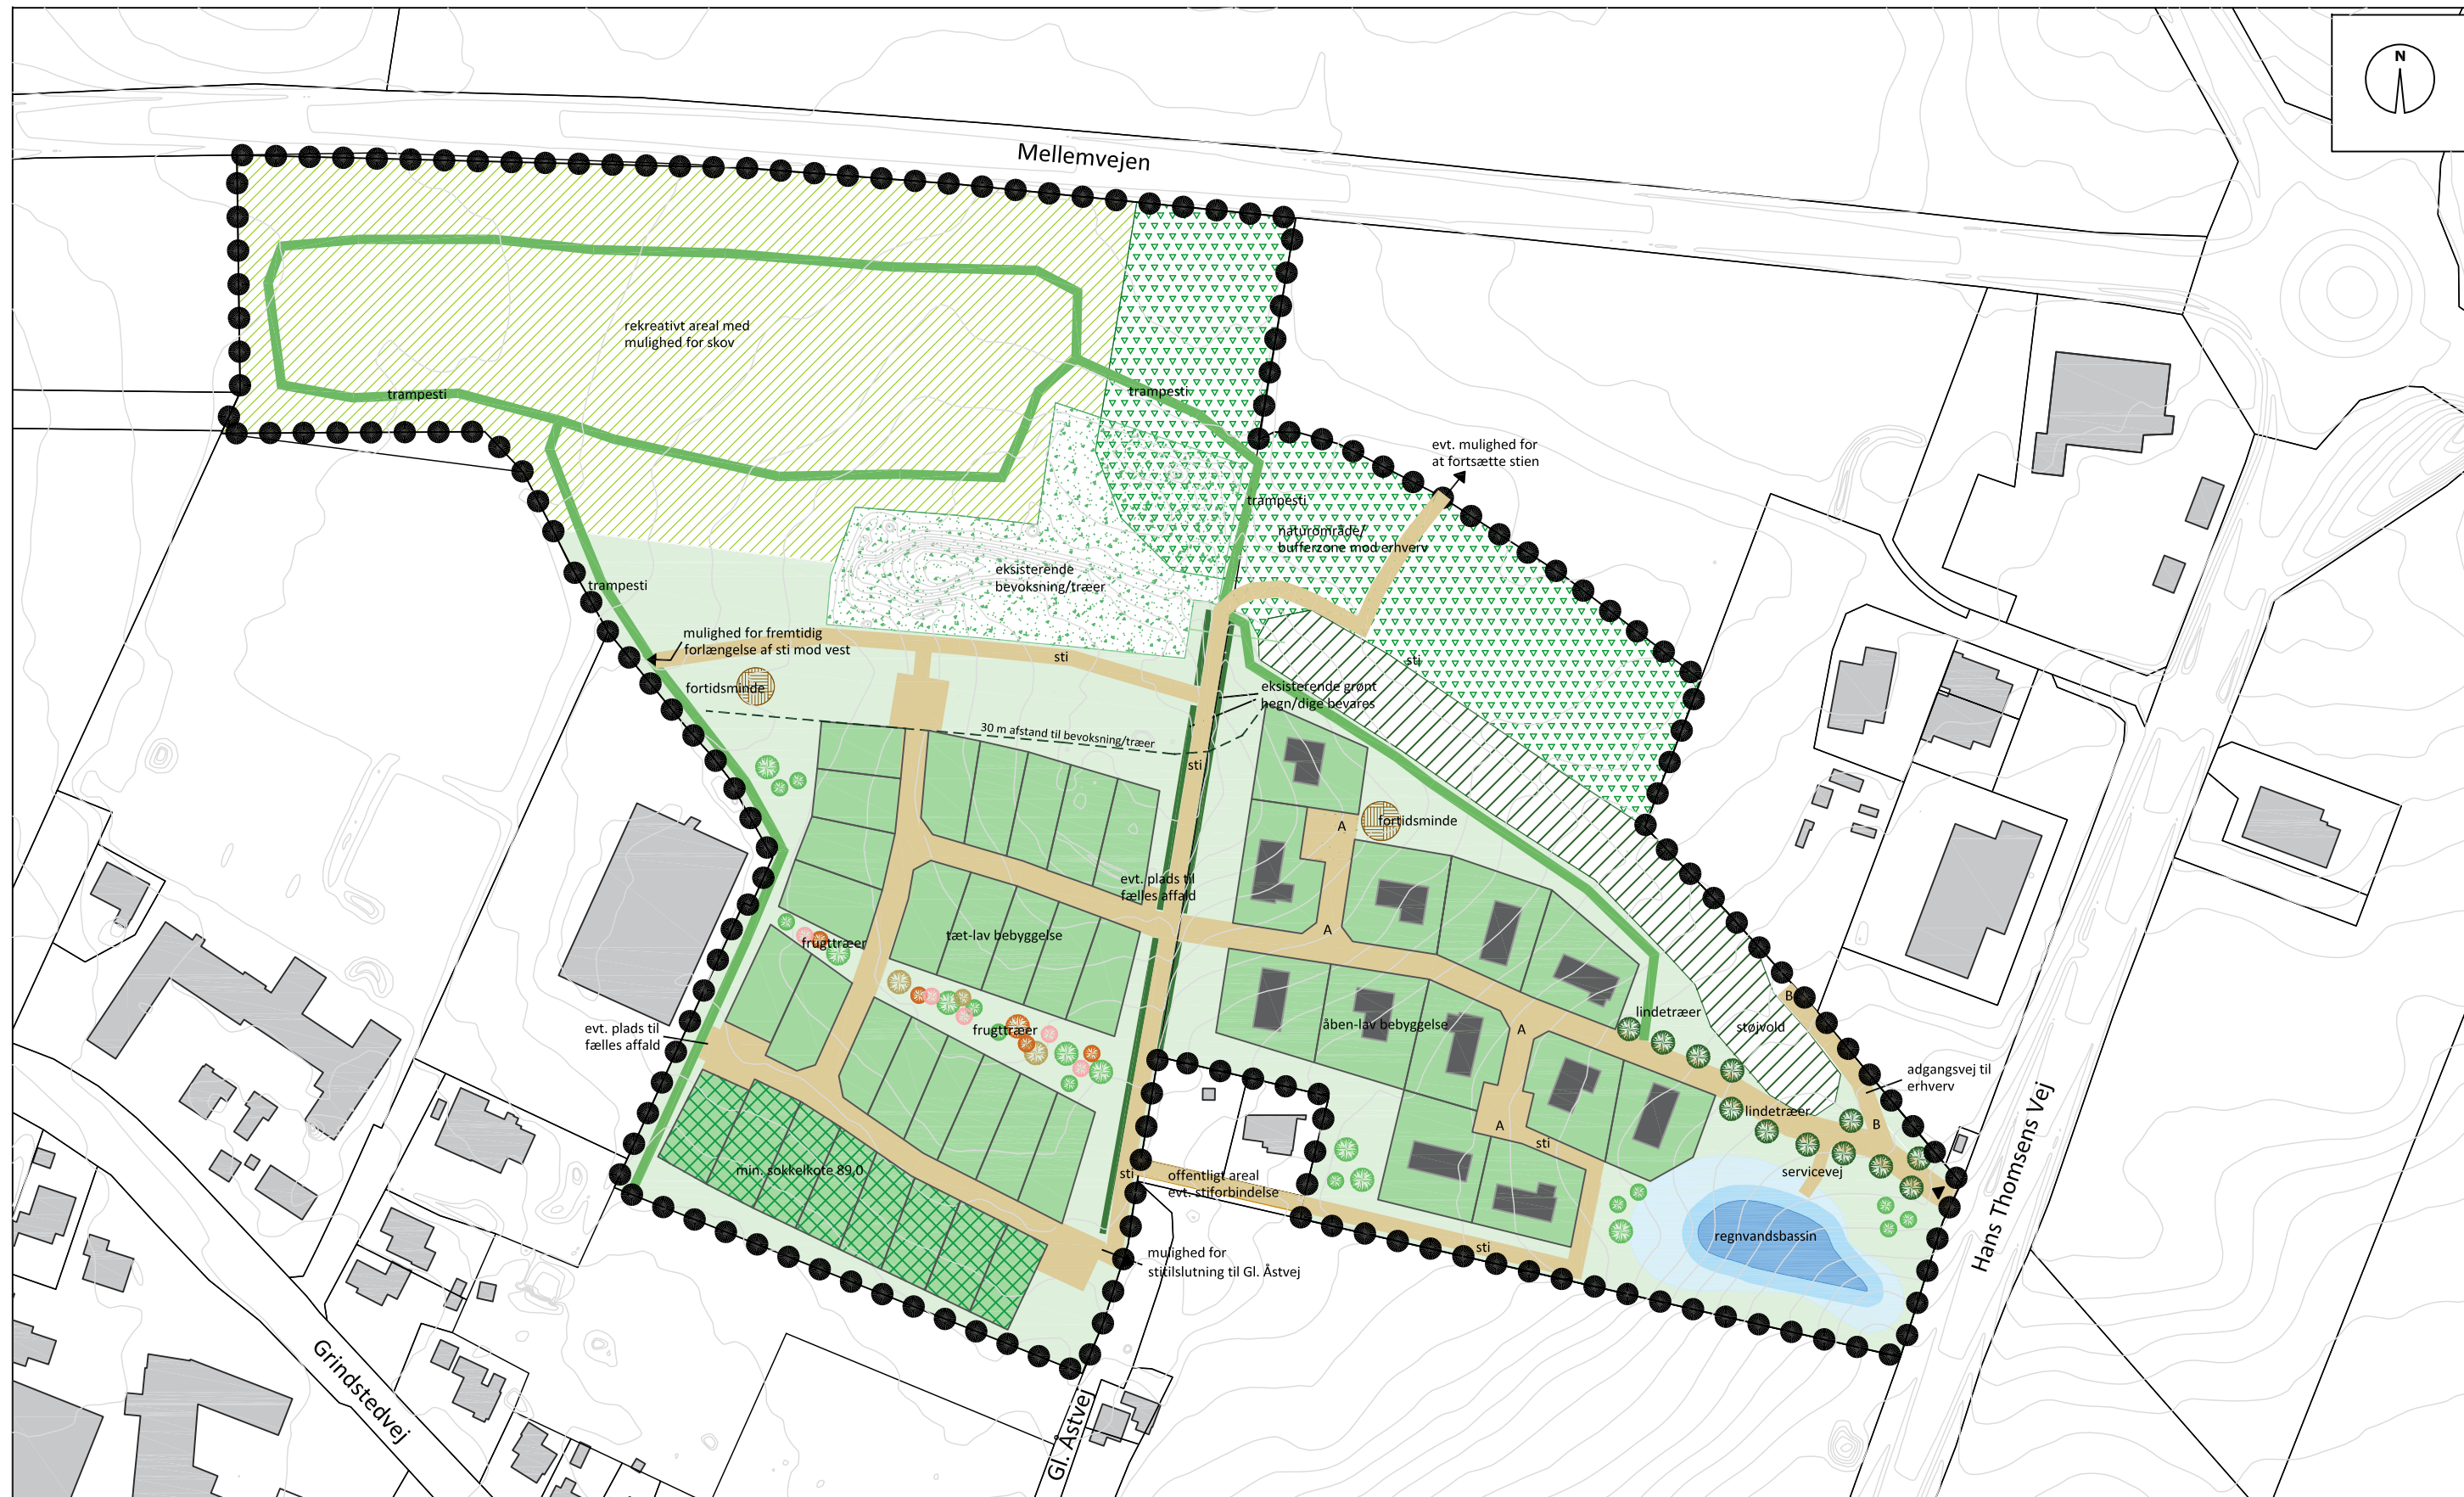 N
Mellemvejen
rekreativt areal med
mulighed for skov
trampesti
trampesti
evt. mulighed for
at fortsætte stien
trampesti
naturområde/
bufferzone mod erhverv
eksisterende
bevoksning/træer
trampesti
mulighed for fremtidig
forlængelse af sti mod vest
sti
sti
fortidsminde
eksisterende grønt
hegn/dige bevares
30 m afstand til bevoksning/træer
sti
A
fortidsminde
evt. plads til
fælles affald
A
frugttræer
tæt-lav bebyggelse
B
lindetræer
støjvold
åben-lav bebyggelse
A
frugttræer
evt. plads til
fælles affald
adgangsvej til
erhverv
lindetræer
B
A
sti
servicevej
min. sokkelkote 89,0
sti
offentligt areal
evt. stiforbindelse
regnvandsbassin
sti
mulighed for
stitilslutning til Gl. Åstvej
Hans Thomsens Vej
Grindstedvej
Gl. Åstvej